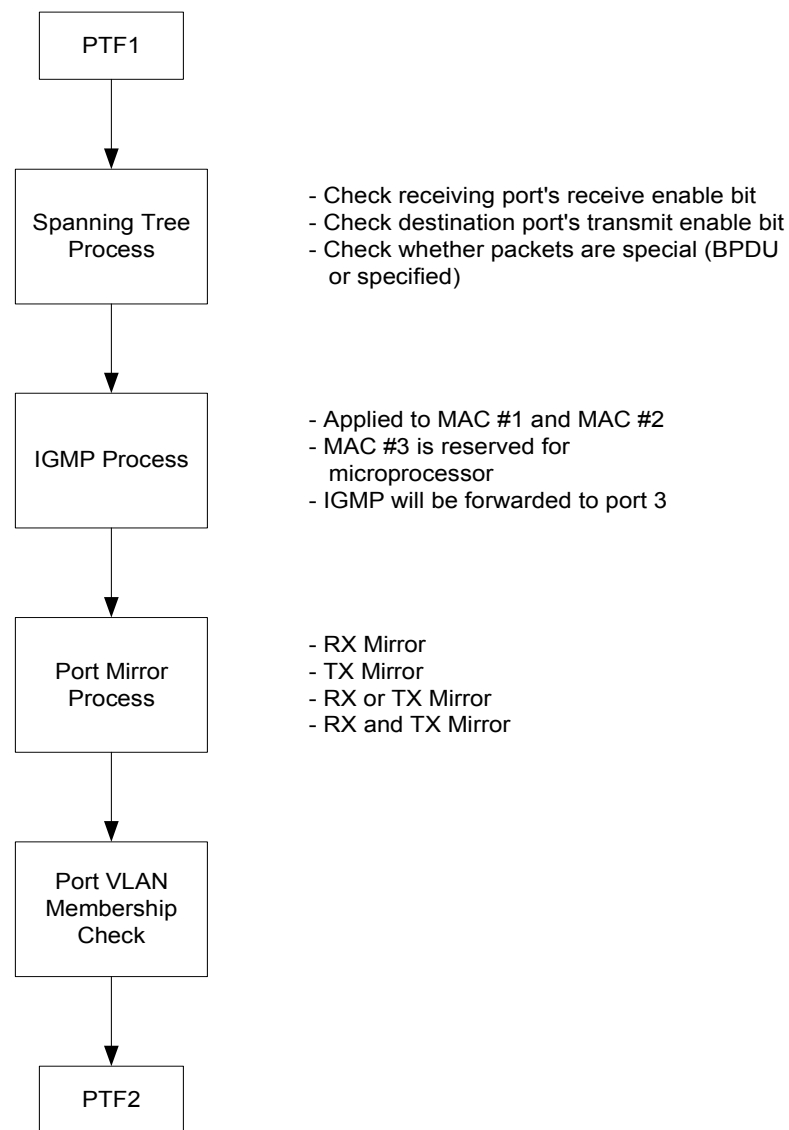 PTF1
Spanning Tree
Process
- Check receiving port's receive enable bit
- Check destination port's transmit enable bit
- Check whether packets are special (BPDU
or specified)
IGMP Process
- Applied to MAC #1 and MAC #2
- MAC #3 is reserved for
microprocessor
- IGMP will be forwarded to port 3
Port Mirror
Process
- RX Mirror
- TX Mirror
- RX or TX Mirror
- RX and TX Mirror
Port VLAN
Membership
Check
PTF2